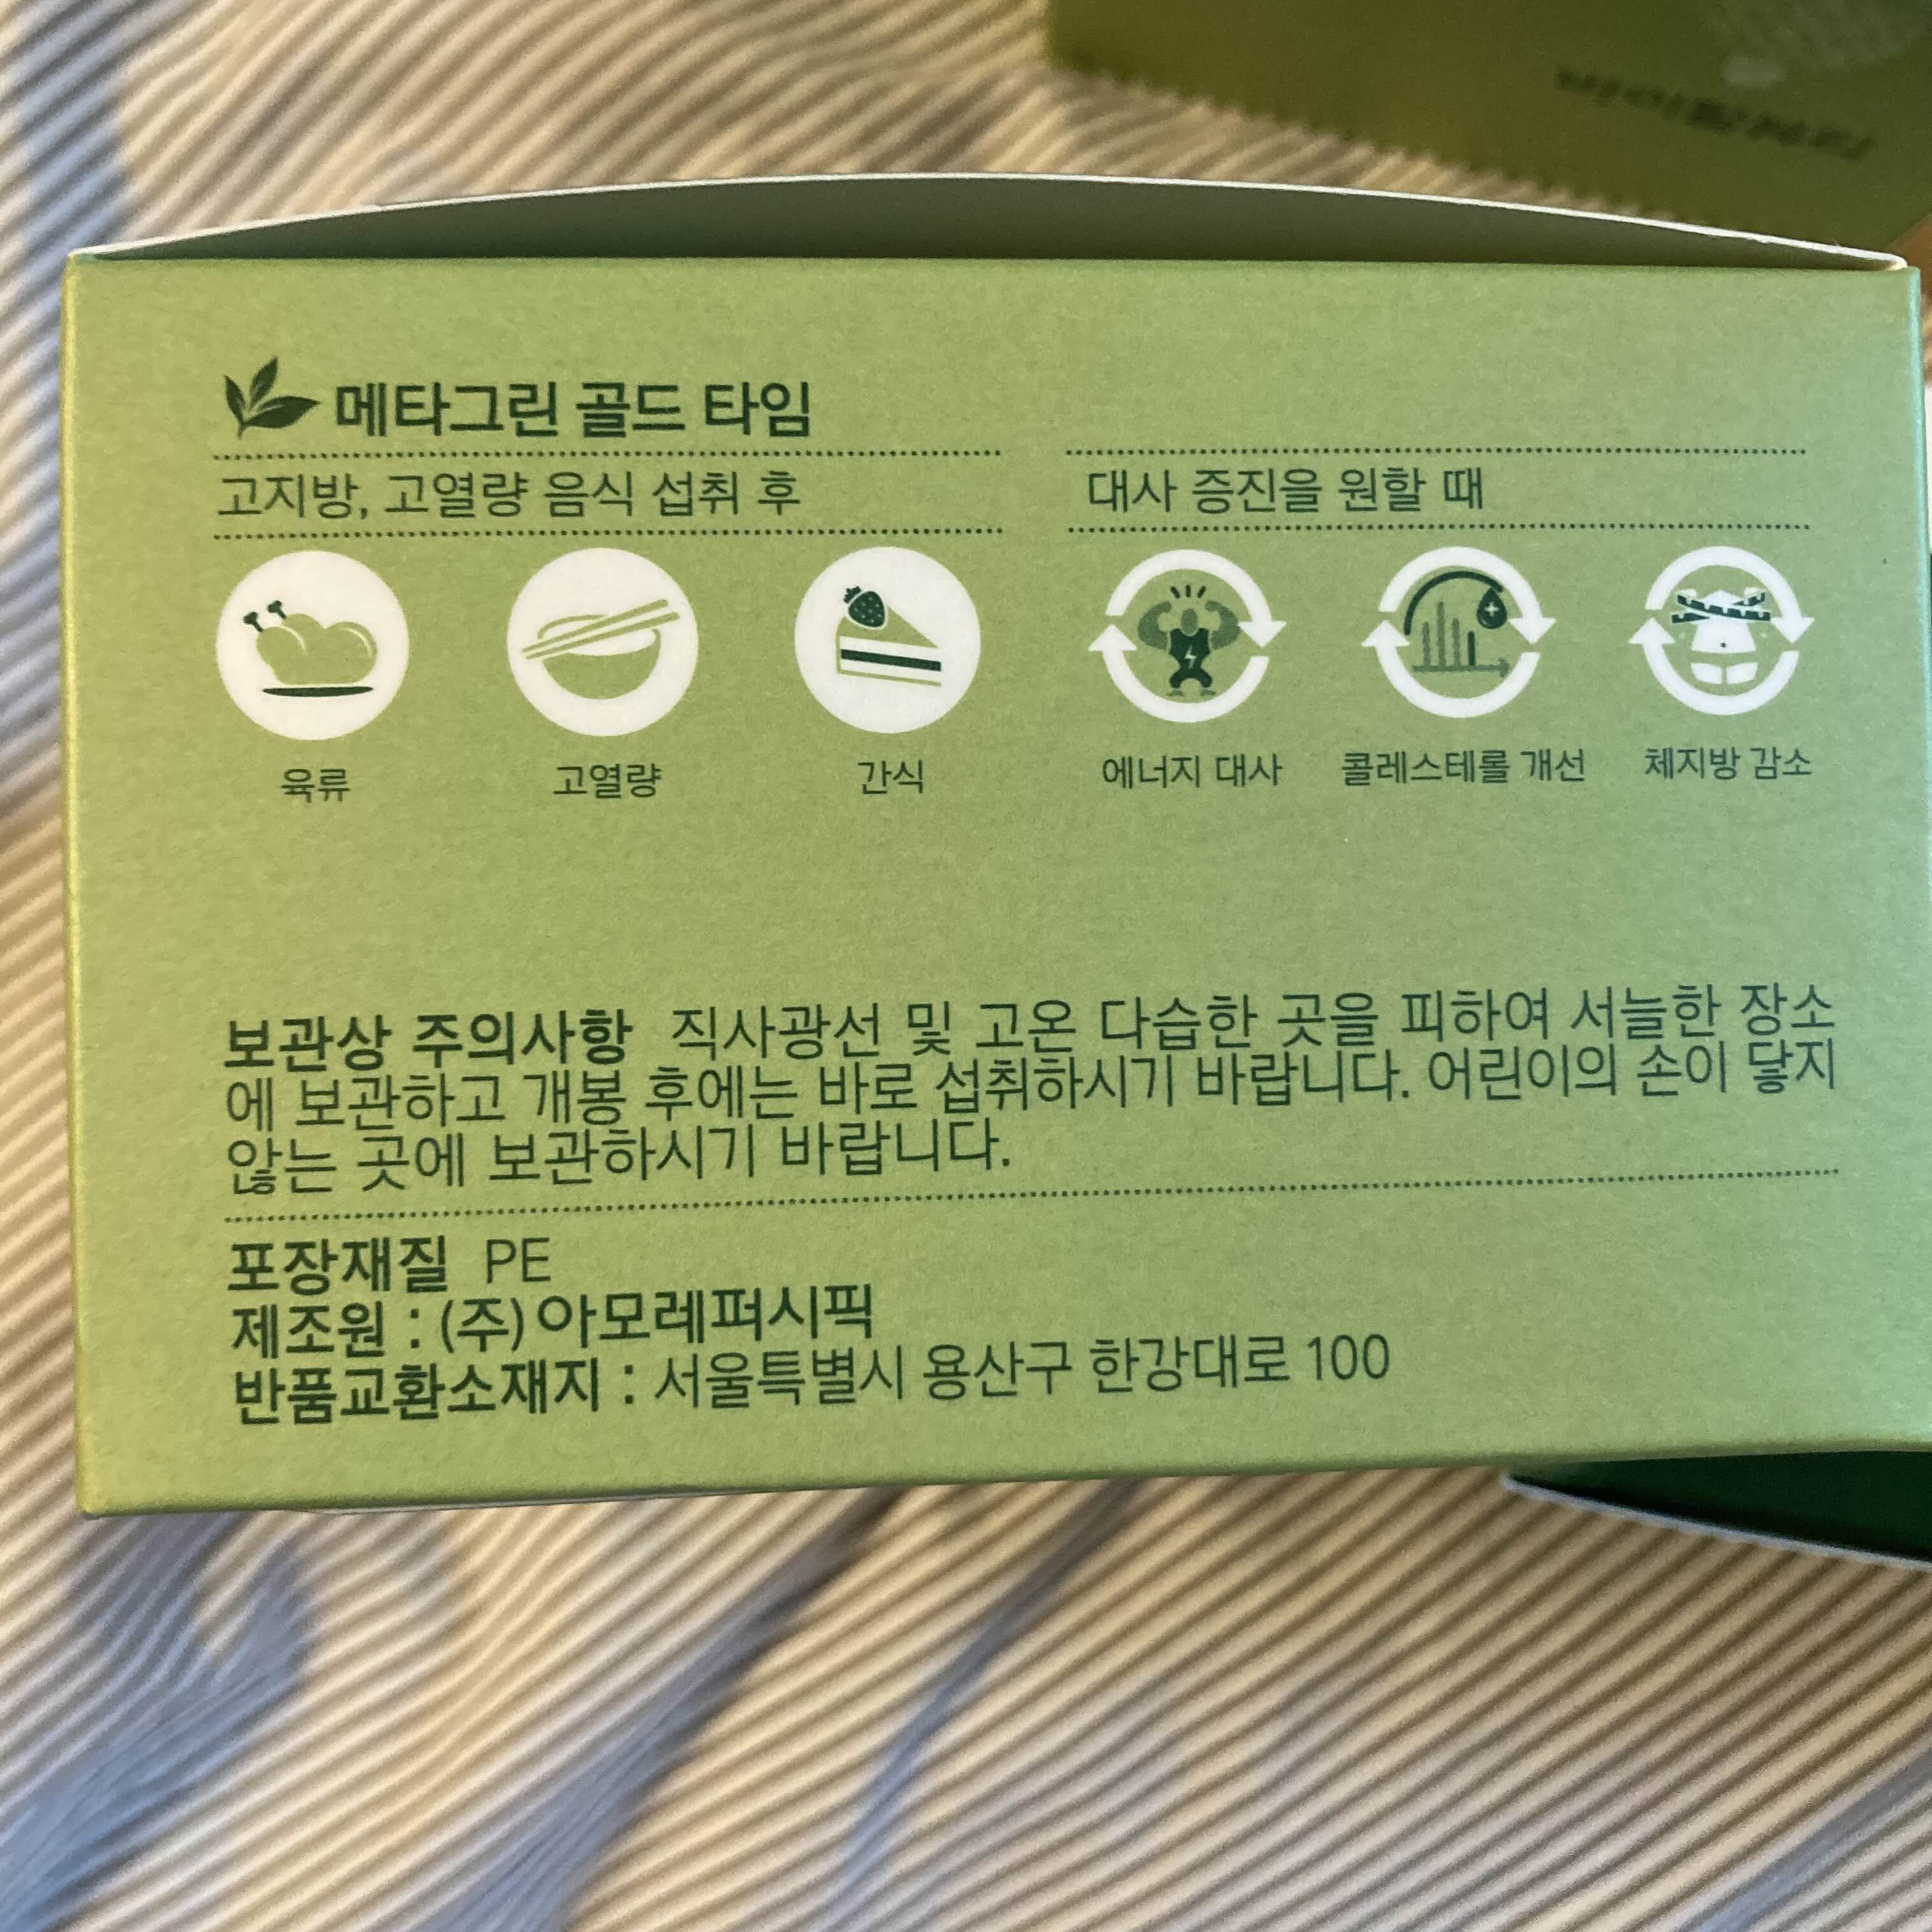 메타그린 골드 타임
고지방, 고열량 음식 섭취 후
육류
고열량
간식
대사 증진을 원할 때
에너지 대사
콜레스테롤 개선
체지방 감소
보관상 주의사항 직사광선 및 고온 다습한 곳을 피하여 서늘한 장소
에 보관하고 개봉 후에는 바로 섭취하시기 바랍니다. 어린이의 손이 닿지
않는 곳에 보관하시기 바랍니다.
포장재질 PE
제조원 : (주)아모레퍼시픽
반품교환소재지 : 서울특별시 용산구 한강대로 100